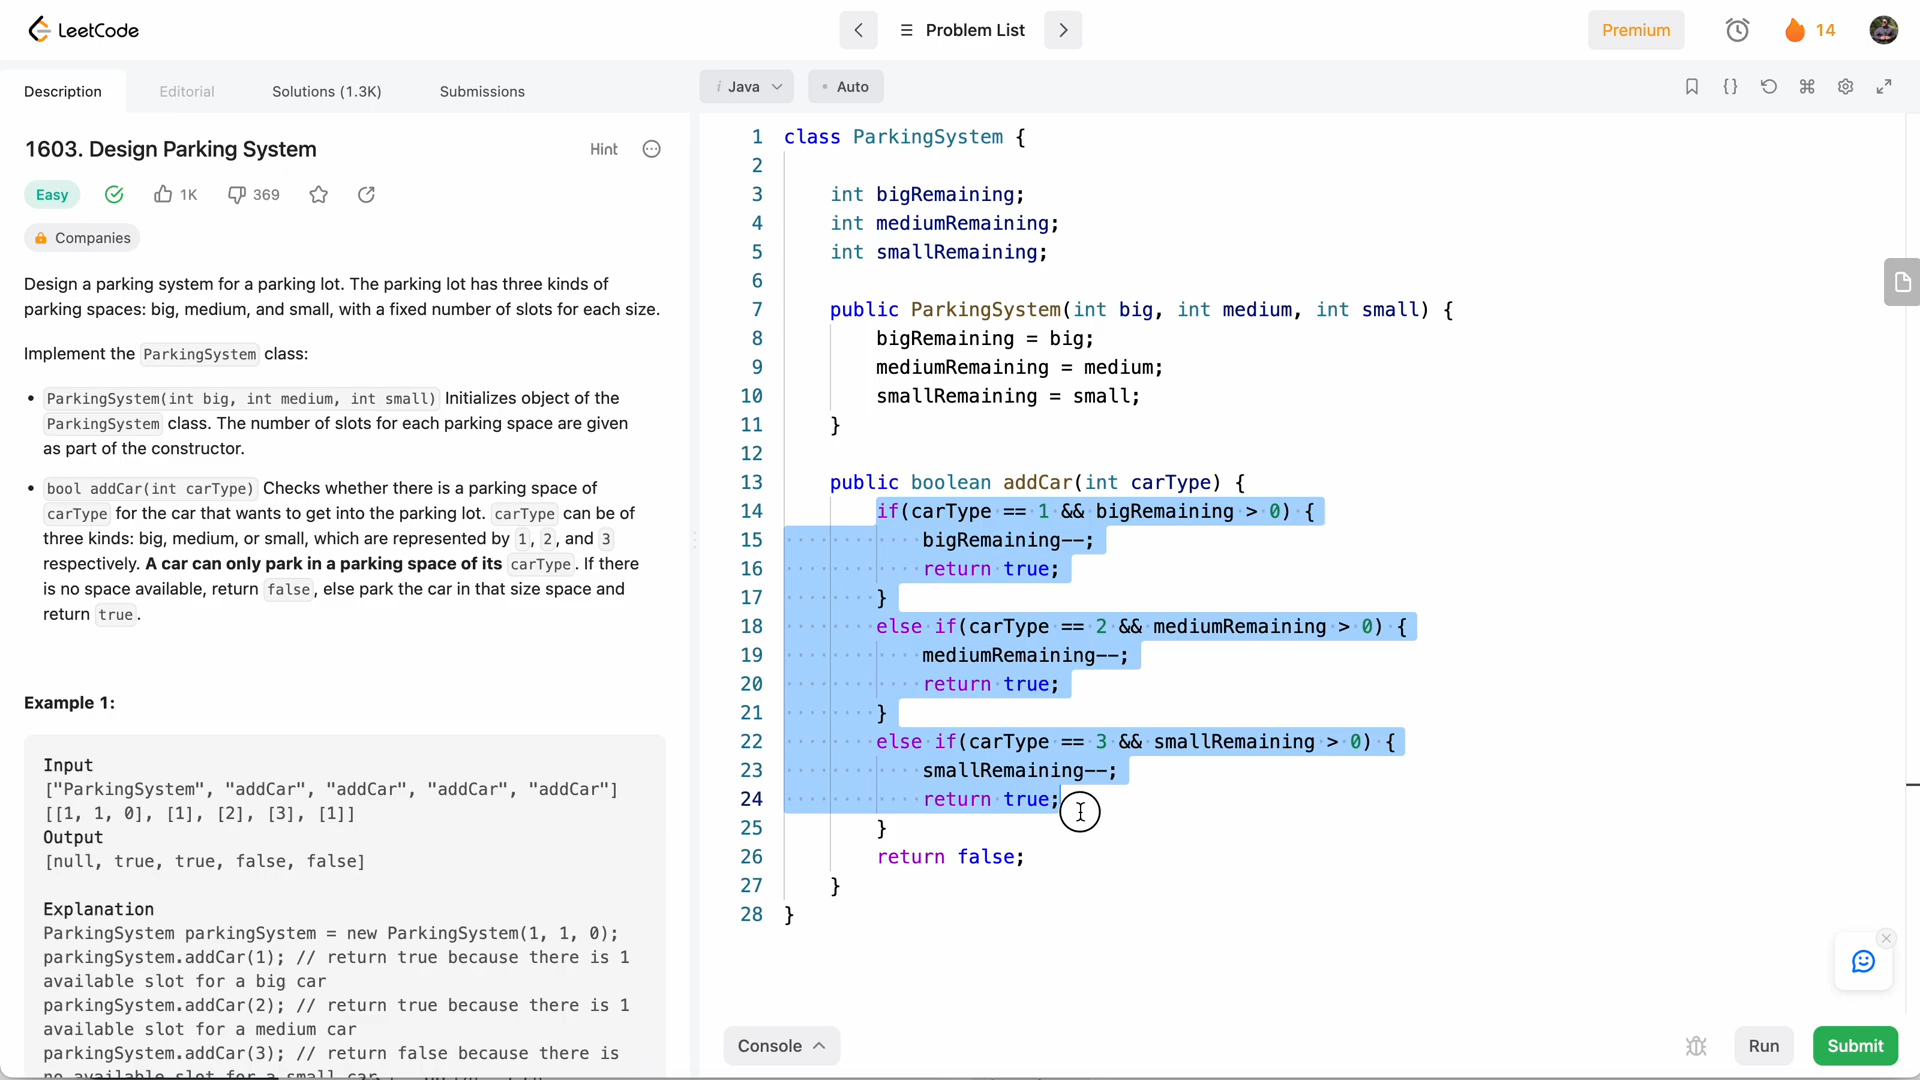 LeetCode
Problem List
Premium
14
Description
Editorial
Solutions (1.3K)
Submissions
i Java
• Auto
1603. Design Parking System
Hint
Easy
1K
369
Companies
Design a parking system for a parking lot. The parking lot has three kinds of
parking spaces: big, medium, and small, with a fixed number of slots for each size.
Implement the ParkingSystem class:
• ParkingSystem(int big, int medium, int small) Initializes object of the
ParkingSystem class. The number of slots for each parking space are given
as part of the constructor.
• bool addCar(int carType) Checks whether there is a parking space of
carType for the car that wants to get into the parking lot. carType can be of
three kinds: big, medium, or small, which are represented by 1, 2, and 3
respectively. A car can only park in a parking space of its carType. If there
is no space available, return false, else park the car in that size space and
return true.
Example 1:
Input
["ParkingSystem", "addCar", "addCar", "addCar", "addCar"]
[[1, 1, 0], [1], [2], [3], [1]]
Output
[null, true, true, false, false]
Explanation
ParkingSystem parkingSystem = new ParkingSystem(1, 1, 0);
parkingSystem.addCar(1); // return true because there is 1
available slot for a big car
parkingSystem.addCar(2); // return true because there is 1
available slot for a medium car
parkingSystem.addCar(3); // return false because there is
no available slot for a small car
1 class ParkingSystem {
2
3 int bigRemaining;
4 int mediumRemaining;
5 int smallRemaining;
6
7 public ParkingSystem(int big, int medium, int small) {
8 bigRemaining = big;
9 mediumRemaining = medium;
10 smallRemaining = small;
11 }
12
13 public boolean addCar(int carType) {
14 if(carType == 1 && bigRemaining > 0) {
15 bigRemaining--;
16 return true;
17 }
18 else if(carType == 2 && mediumRemaining > 0) {
19 mediumRemaining--;
20 return true;
21 }
22 else if(carType == 3 && smallRemaining > 0) {
23 smallRemaining--;
24 return true;
25 }
26 return false;
27 }
28 }
Console
Run
Submit